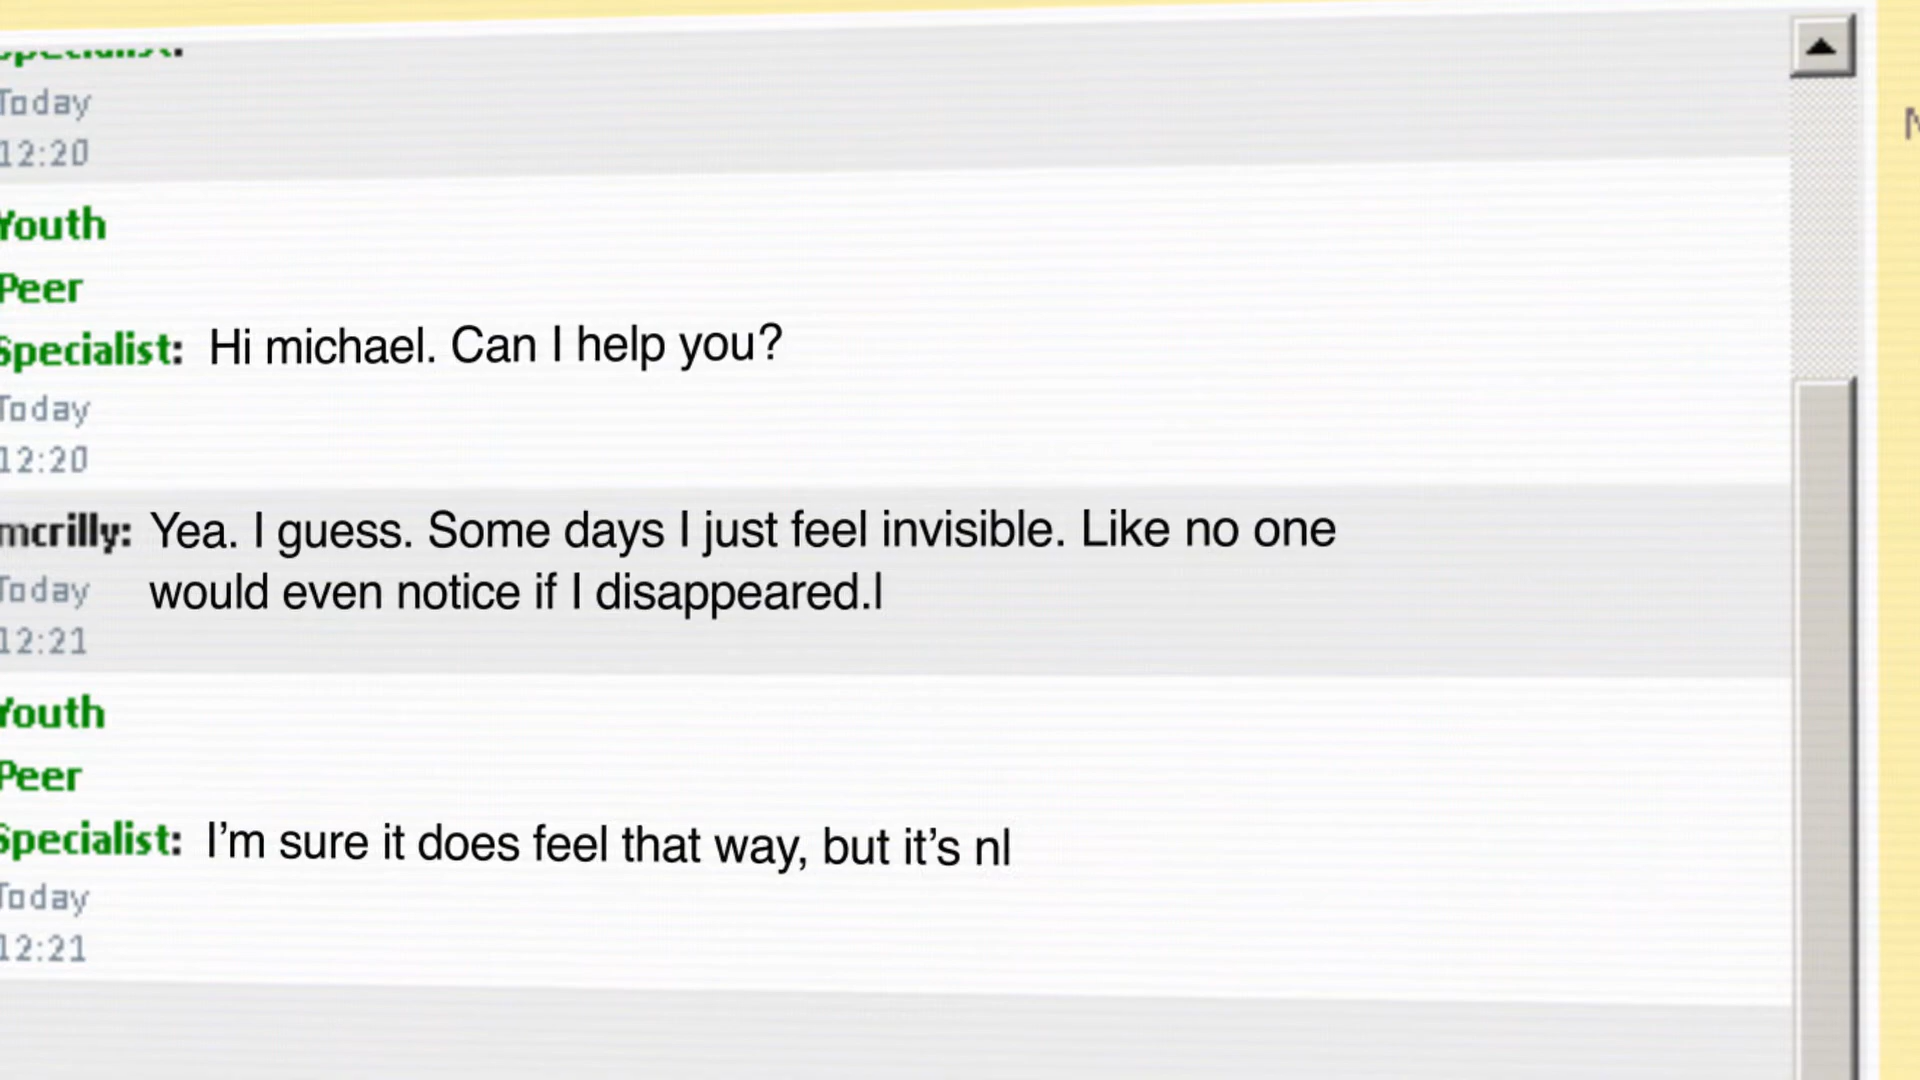 Specialist:
Today
12:20
Youth
Peer
Specialist: Hi michael. Can I help you?
Today
12:20
mcrilly: Yea. I guess. Some days I just feel invisible. Like no one
Today would even notice if I disappeared.
12:21
Youth
Peer
Specialist: I’m sure it does feel that way, but it’s n
Today
12:21